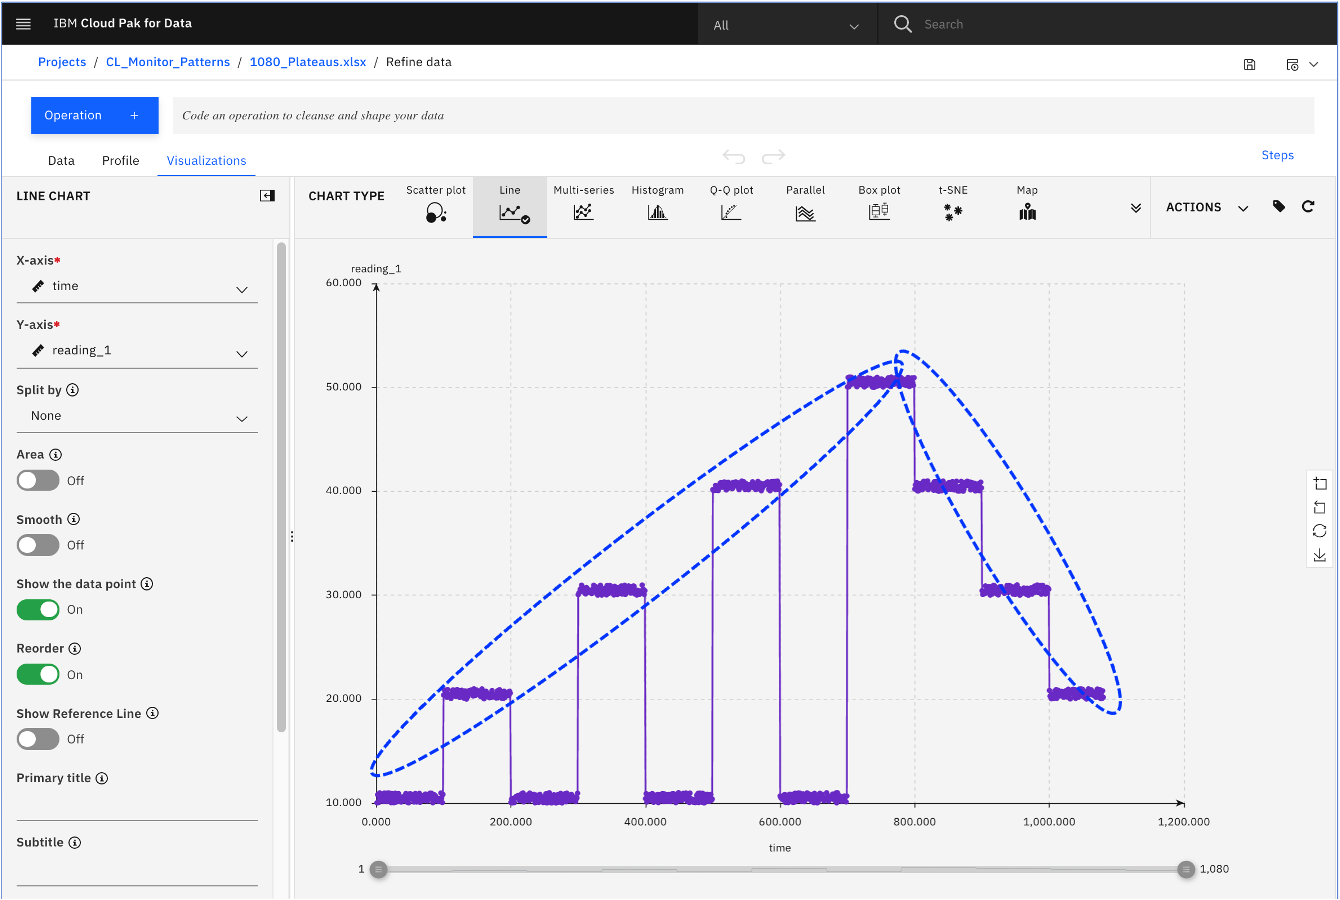 IBM Cloud Pak for Data
All
Search
Projects / CL_Monitor_Patterns / 1080_Plateaus.xlsx / Refine data
Operation +
Code an operation to cleanse and shape your data
Data Profile Visualizations
Steps
LINE CHART
CHART TYPE
Scatter plot Line Multi-series Histogram Q-Q plot Parallel Box plot t-SNE Map
ACTIONS
X-axis*
time
Y-axis*
reading_1
Split by
None
Area
Off
Smooth
Off
Show the data point
On
Reorder
On
Show Reference Line
Off
Primary title
Subtitle
reading_1
60.000
50.000
40.000
30.000
20.000
10.000
0.000 200.000 400.000 600.000 800.000 1,000.000 1,200.000
time
1 1,080